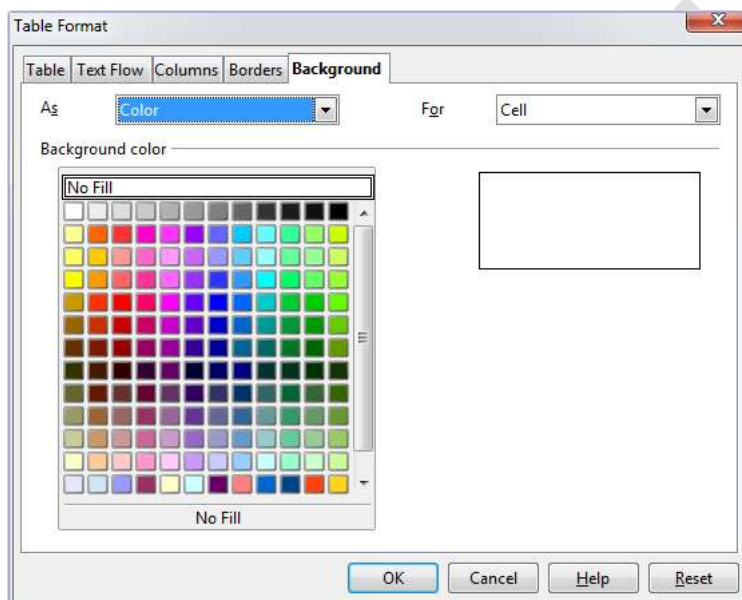 Table Format
Table Text Flow Columns Borders Background
As Color For Cell
Background color
No Fill
No Fill
OK Cancel Help Reset